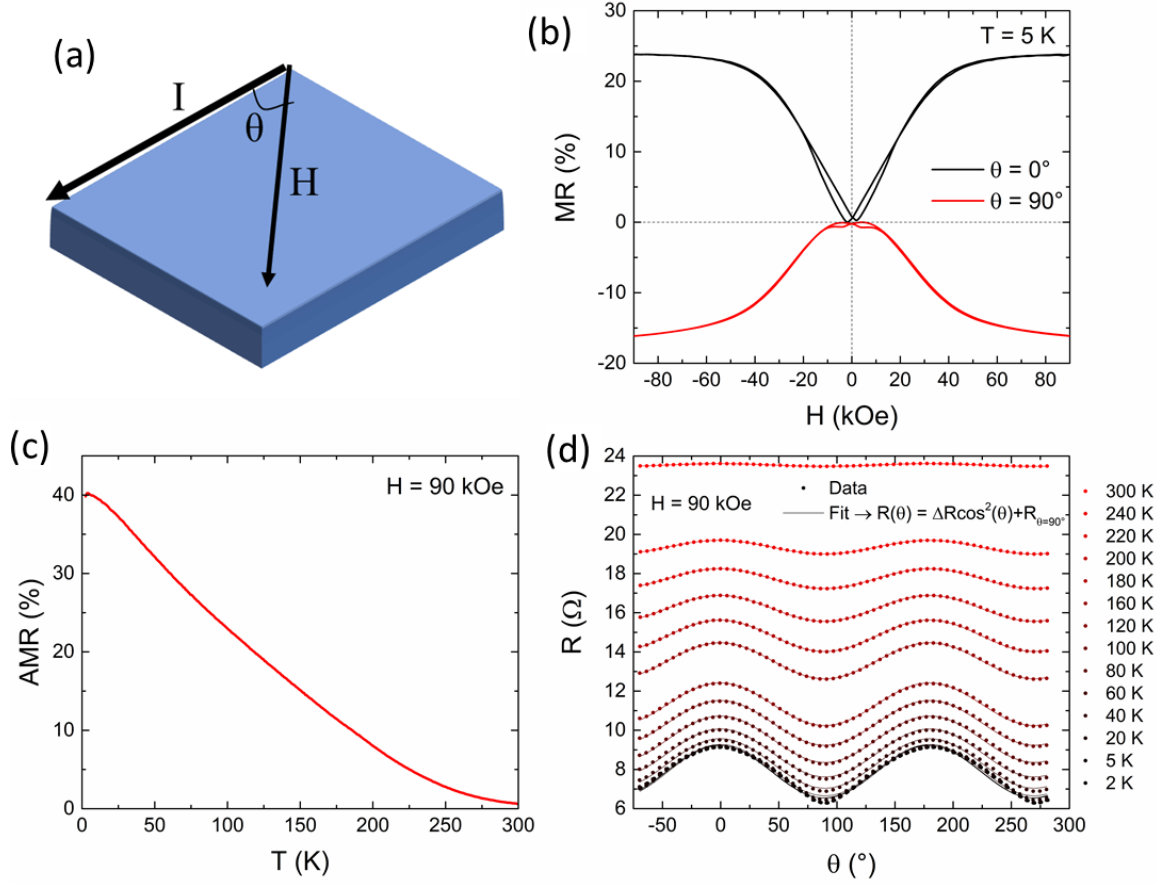 (a)
I
θ
H
(b)
T = 5 K
30
20
10
0
-10
-20
MR (%)
θ = 0°
θ = 90°
-80 -60 -40 -20 0 20 40 60 80
H (kOe)
(c)
H = 90 kOe
40
30
20
10
0
AMR (%)
0 50 100 150 200 250 300
T (K)
(d)
24
22
20
18
16
14
12
10
8
6
R (Ω)
H = 90 kOe
Data
Fit → R(θ) = ΔRcos²(θ)+R_θ=90°
-50 0 50 100 150 200 250 300
θ (°)
300 K
240 K
220 K
200 K
180 K
160 K
120 K
100 K
80 K
60 K
40 K
20 K
5 K
2 K